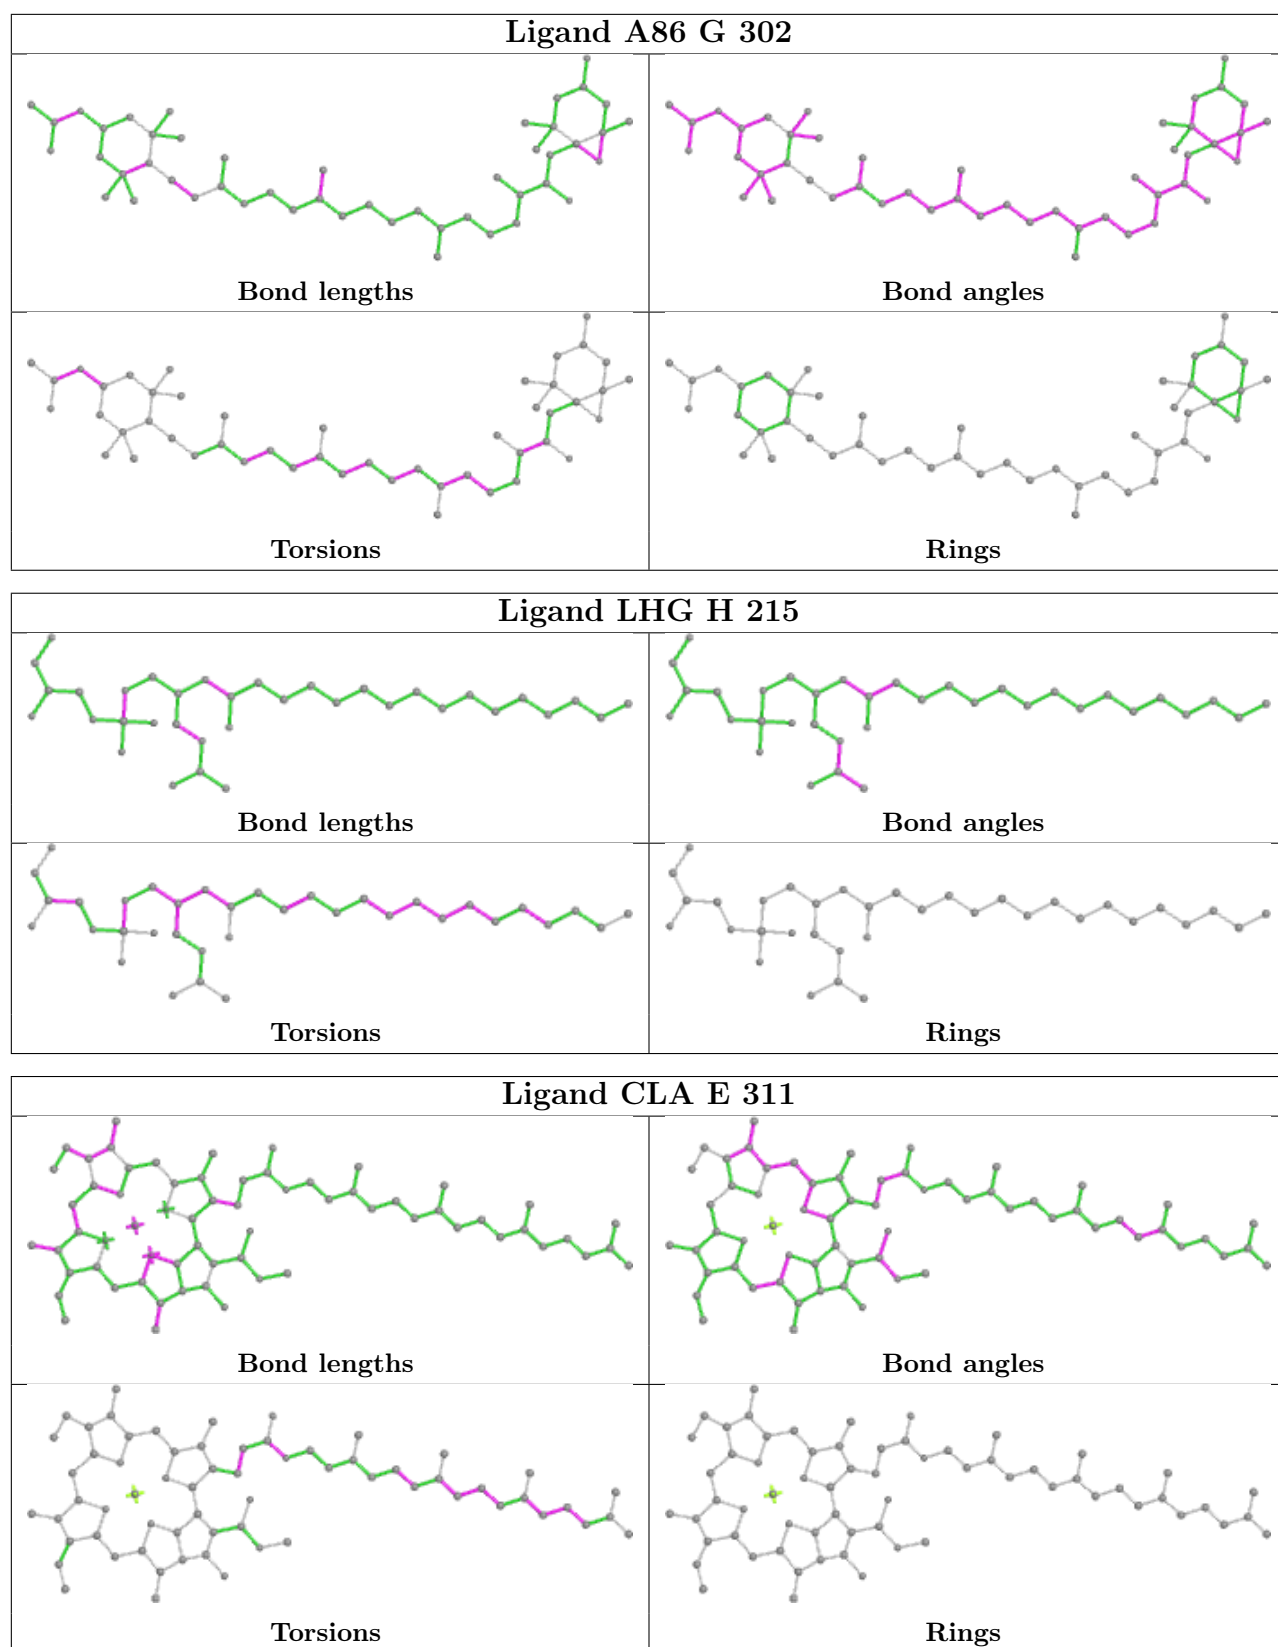 Ligand A86 G 302
Bond lengths
Bond angles
Torsions
Rings
Ligand LHG H 215
Bond lengths
Bond angles
Torsions
Rings
Ligand CLA E 311
Bond lengths
Bond angles
Torsions
Rings